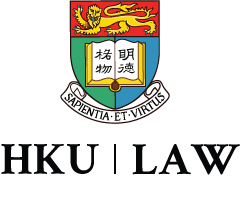 明德
格物
SAPIENTIA·ET·VIRTUS
HKU | LAW